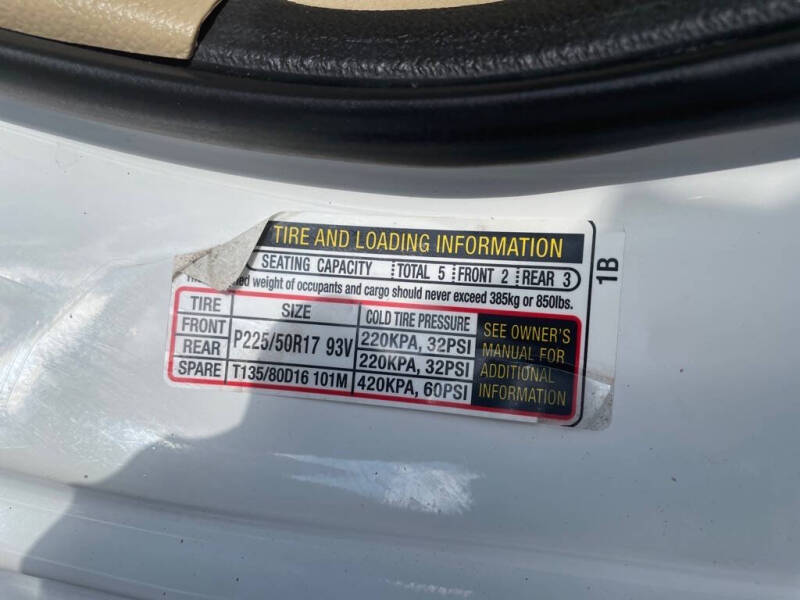 TIRE AND LOADING INFORMATION
SEATING CAPACITY TOTAL 5 FRONT 2 REAR 3
weight of occupants and cargo should never exceed 385kg or 850lbs.
TIRE SIZE COLD TIRE PRESSURE
FRONT P225/50R17 93V 220KPA, 32PSI
REAR 220KPA, 32PSI
SPARE T135/80D16 101M 420KPA, 60PSI
SEE OWNER'S
MANUAL FOR
ADDITIONAL
INFORMATION
1B